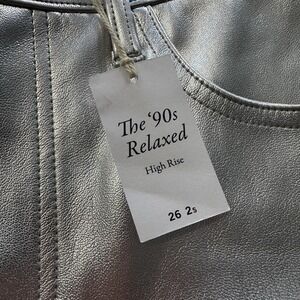 The '90s
Relaxed
High Rise
26 2s